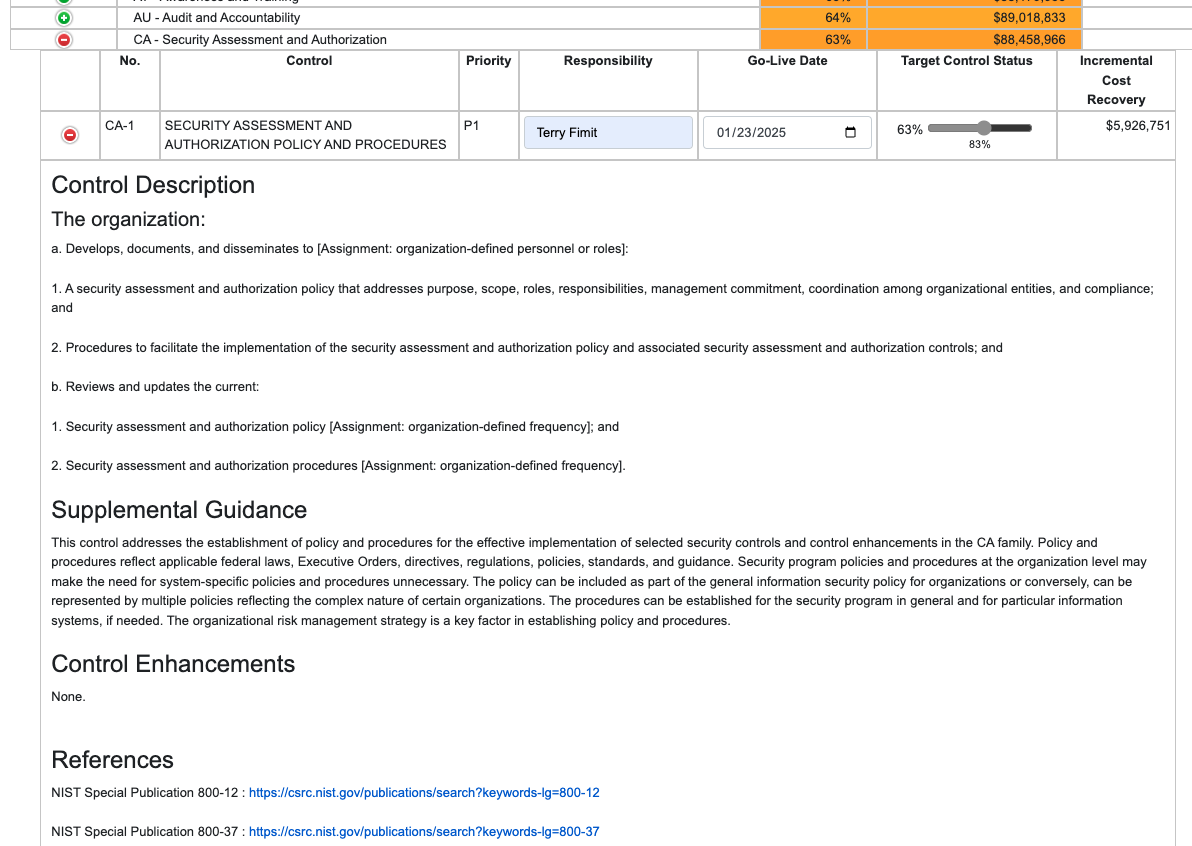 AU - Audit and Accountability 64% $89,018,833
CA - Security Assessment and Authorization 63% $88,458,966
No. Control Priority Responsibility Go-Live Date Target Control Status Incremental
Cost
Recovery
CA-1 SECURITY ASSESSMENT AND
AUTHORIZATION POLICY AND PROCEDURES P1 Terry Fimit 01/23/2025 63% 83% $5,926,751
Control Description
The organization:
a. Develops, documents, and disseminates to [Assignment: organization-defined personnel or roles]:
1. A security assessment and authorization policy that addresses purpose, scope, roles, responsibilities, management commitment, coordination among organizational entities, and compliance;
and
2. Procedures to facilitate the implementation of the security assessment and authorization policy and associated security assessment and authorization controls; and
b. Reviews and updates the current:
1. Security assessment and authorization policy [Assignment: organization-defined frequency]; and
2. Security assessment and authorization procedures [Assignment: organization-defined frequency].
Supplemental Guidance
This control addresses the establishment of policy and procedures for the effective implementation of selected security controls and control enhancements in the CA family. Policy and
procedures reflect applicable federal laws, Executive Orders, directives, regulations, policies, standards, and guidance. Security program policies and procedures at the organization level may
make the need for system-specific policies and procedures unnecessary. The policy can be included as part of the general information security policy for organizations or conversely, can be
represented by multiple policies reflecting the complex nature of certain organizations. The procedures can be established for the security program in general and for particular information
systems, if needed. The organizational risk management strategy is a key factor in establishing policy and procedures.
Control Enhancements
None.
References
NIST Special Publication 800-12 : https://csrc.nist.gov/publications/search?keywords-lg=800-12
NIST Special Publication 800-37 : https://csrc.nist.gov/publications/search?keywords-lg=800-37